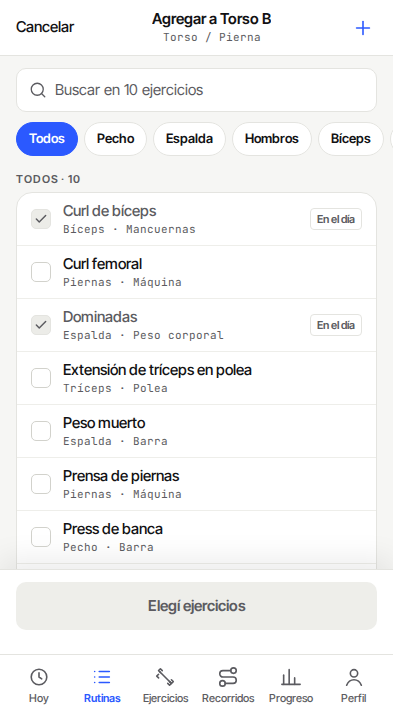 Cancelar
Agregar a Torso B
Torso / Pierna
Buscar en 10 ejercicios
Todos
Pecho
Espalda
Hombros
Bíceps
TODOS · 10
Curl de bíceps
Bíceps · Mancuernas
En el día
Curl femoral
Piernas · Máquina
Dominadas
Espalda · Peso corporal
En el día
Extensión de tríceps en polea
Tríceps · Polea
Peso muerto
Espalda · Barra
Prensa de piernas
Piernas · Máquina
Press de banca
Pecho · Barra
Elegí ejercicios
Hoy
Rutinas
Ejercicios
Recorridos
Progreso
Perfil